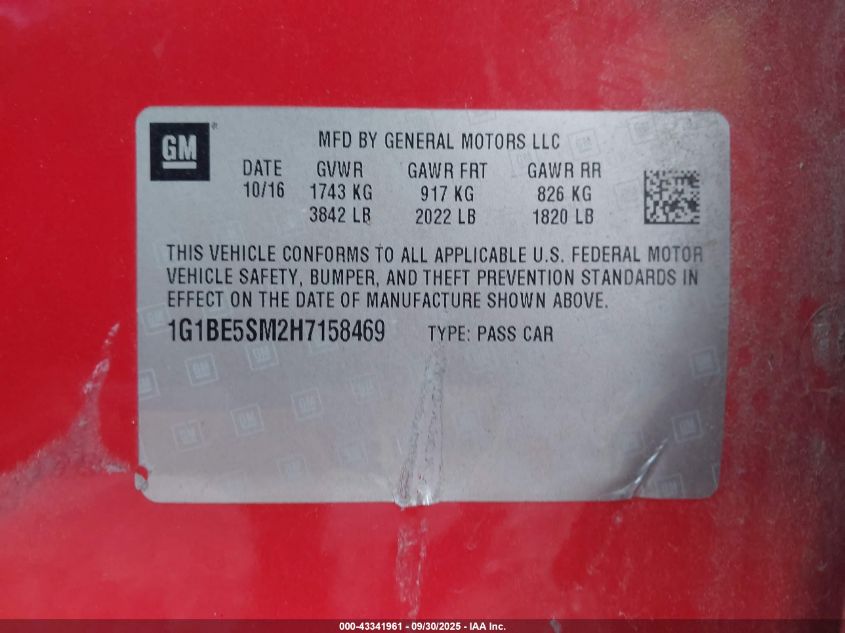 GM
MFD BY GENERAL MOTORS LLC
DATE GVWR GAWR FRT GAWR RR
10/16 1743 KG 917 KG 826 KG
3842 LB 2022 LB 1820 LB
THIS VEHICLE CONFORMS TO ALL APPLICABLE U.S. FEDERAL MOTOR
VEHICLE SAFETY, BUMPER, AND THEFT PREVENTION STANDARDS IN
EFFECT ON THE DATE OF MANUFACTURE SHOWN ABOVE.
1G1BE5SM2H7158469 TYPE: PASS CAR
000-43341961 - 09/30/2025 - IAA Inc.